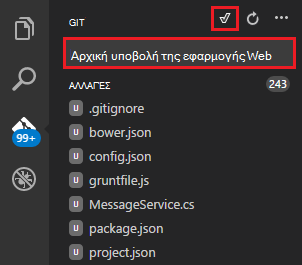 GIT
Αρχική υποβολή της εφαρμογής Web
ΑΛΛΑΓΕΣ 243
U .gitignore
U bower.json
U config.json
99+
U gruntfile.js
U MessageService.cs
U package.json
U project.json